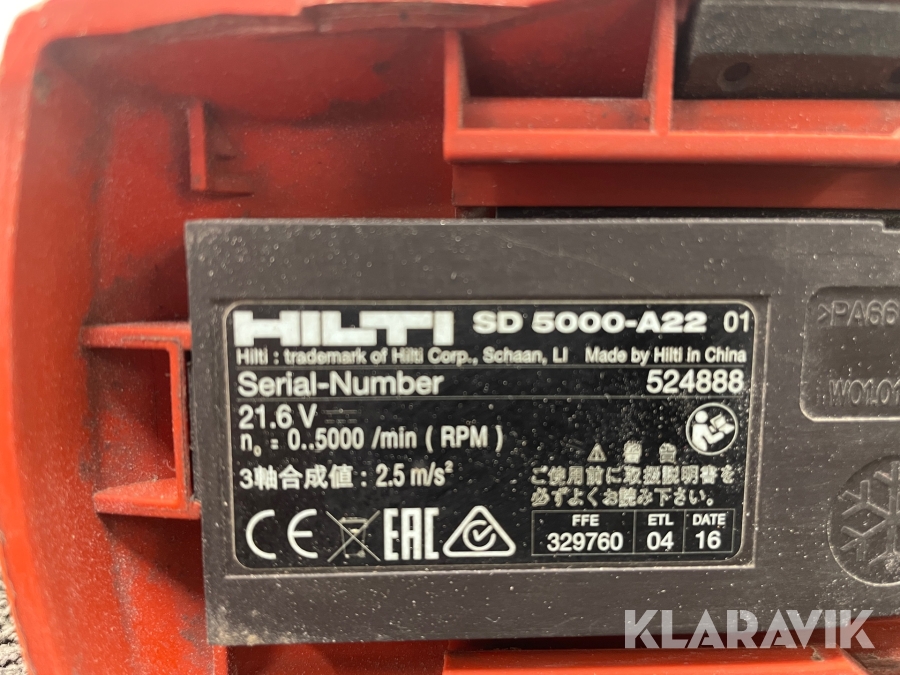 HILTI SD 5000-A22 01
Hilti : trademark of Hilti Corp., Schaan, LI Made by Hilti in China
Serial-Number 524888
21.6 V
n₀ = 0..5000 /min ( RPM )
3軸合成値 : 2.5 m/s²
⚠ 警告
ご使用前に取扱説明書を
必ずよくお読み下さい。
CE EAC
FFE ETL DATE
329760 04 16
>PA66
W0101
KLARAVIK